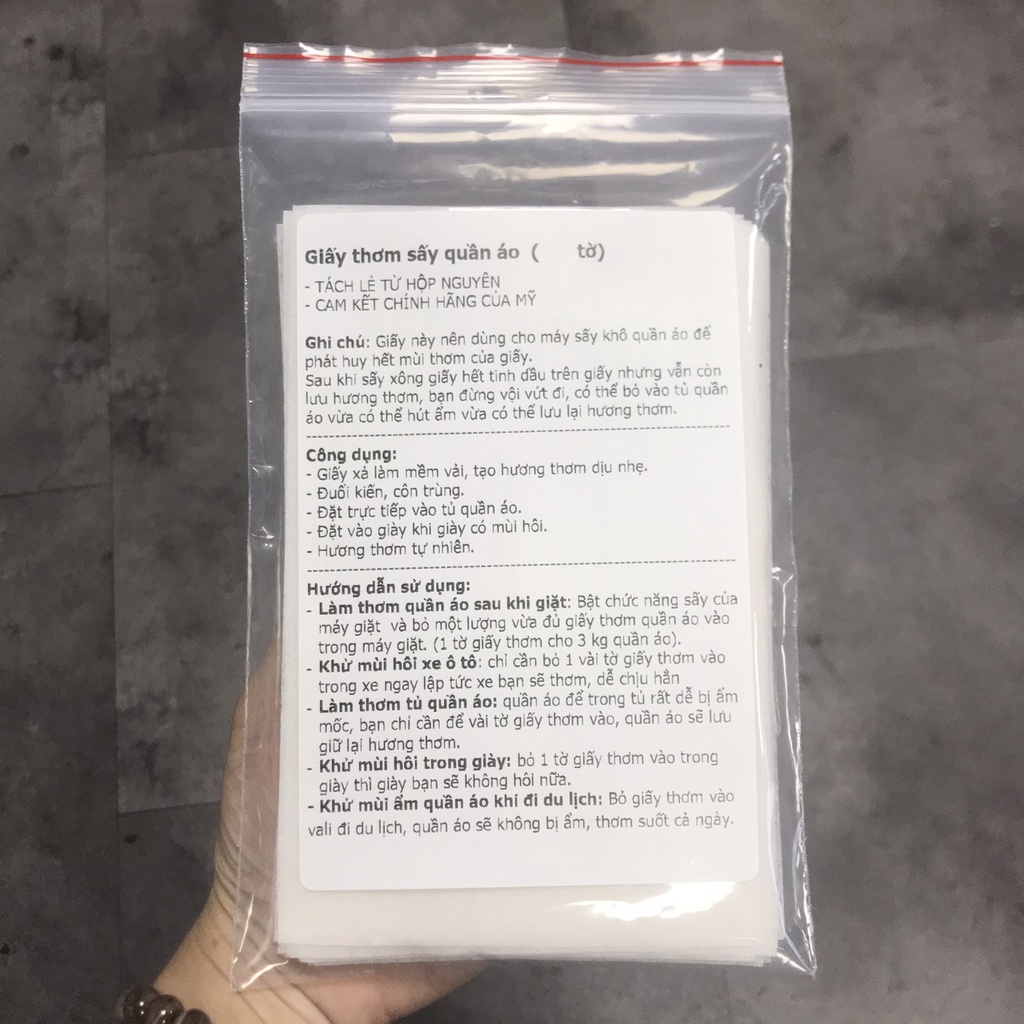 Giấy thơm sấy quần áo (      tờ)
- TÁCH LẺ TỪ HỘP NGUYÊN
- CAM KẾT CHÍNH HÃNG CỦA MỸ
Ghi chú: Giấy này nên dùng cho máy sấy khô quần áo để
phát huy hết mùi thơm của giấy.
Sau khi sấy xông giấy hết tinh dầu trên giấy nhưng vẫn còn
lưu hương thơm, bạn đừng vội vứt đi, có thể bỏ vào tủ quần
áo vừa có thể hút ẩm vừa có thể lưu lại hương thơm.
Công dụng:
- Giấy xả làm mềm vải, tạo hương thơm dịu nhẹ.
- Đuổi kiến, côn trùng.
- Đặt trực tiếp vào tủ quần áo.
- Đặt vào giày khi giày có mùi hôi.
- Hương thơm tự nhiên.
Hướng dẫn sử dụng:
- Làm thơm quần áo sau khi giặt: Bật chức năng sấy của
máy giặt  và bỏ một lượng vừa đủ giấy thơm quần áo vào
trong máy giặt. (1 tờ giấy thơm cho 3 kg quần áo).
- Khử mùi hôi xe ô tô: chỉ cần bỏ 1 vài tờ giấy thơm vào
trong xe ngay lập tức xe bạn sẽ thơm, dễ chịu hẳn
- Làm thơm tủ quần áo: quần áo để trong tủ rất dễ bị ẩm
mốc, bạn chỉ cần để vài tờ giấy thơm vào, quần áo sẽ lưu
giữ lại hương thơm.
- Khử mùi hôi trong giày: bỏ 1 tờ giấy thơm vào trong
giày thì giày bạn sẽ không hôi nữa.
- Khử mùi ẩm quần áo khi đi du lịch: Bỏ giấy thơm vào
vali đi du lịch, quần áo sẽ không bị ẩm, thơm suốt cả ngày.